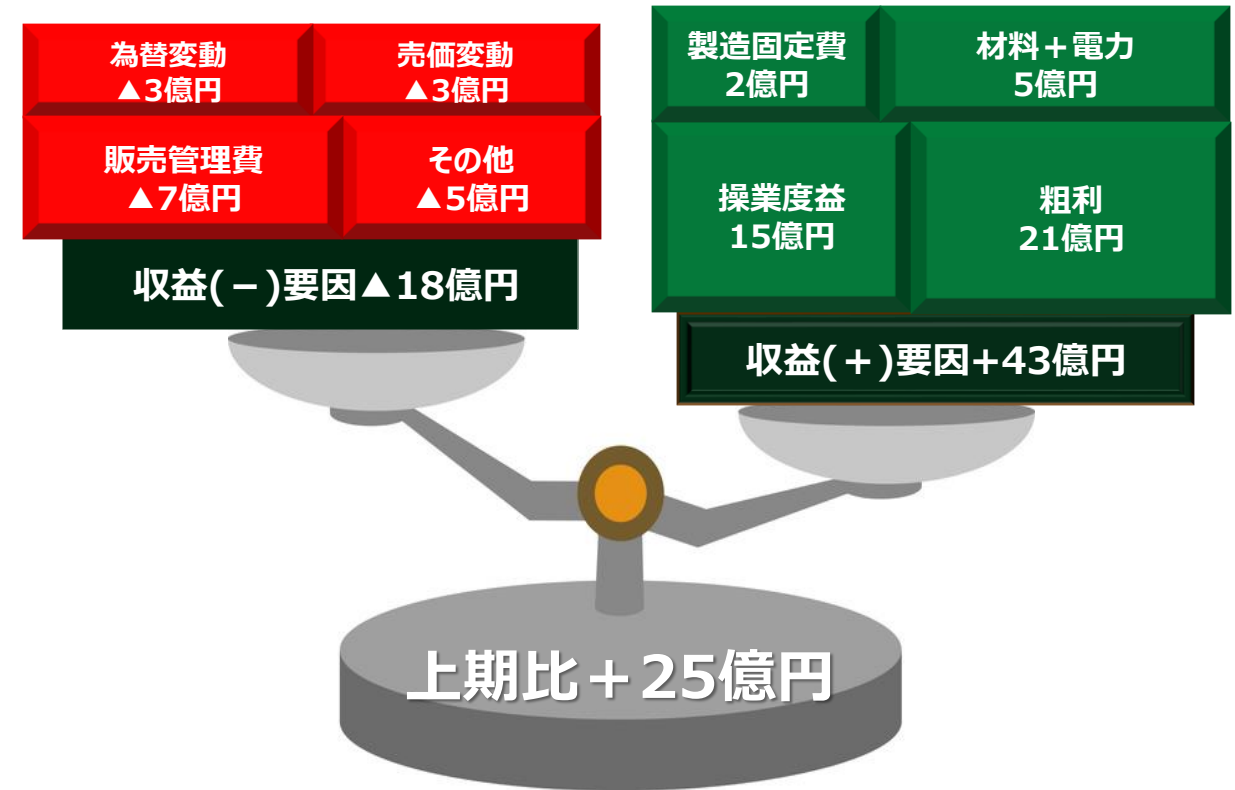 為替変動
▲3億円
売価変動
▲3億円
販売管理費
▲7億円
その他
▲5億円
収益(－)要因▲18億円
製造固定費
2億円
材料＋電力
5億円
操業度益
15億円
粗利
21億円
収益(＋)要因+43億円
上期比＋25億円